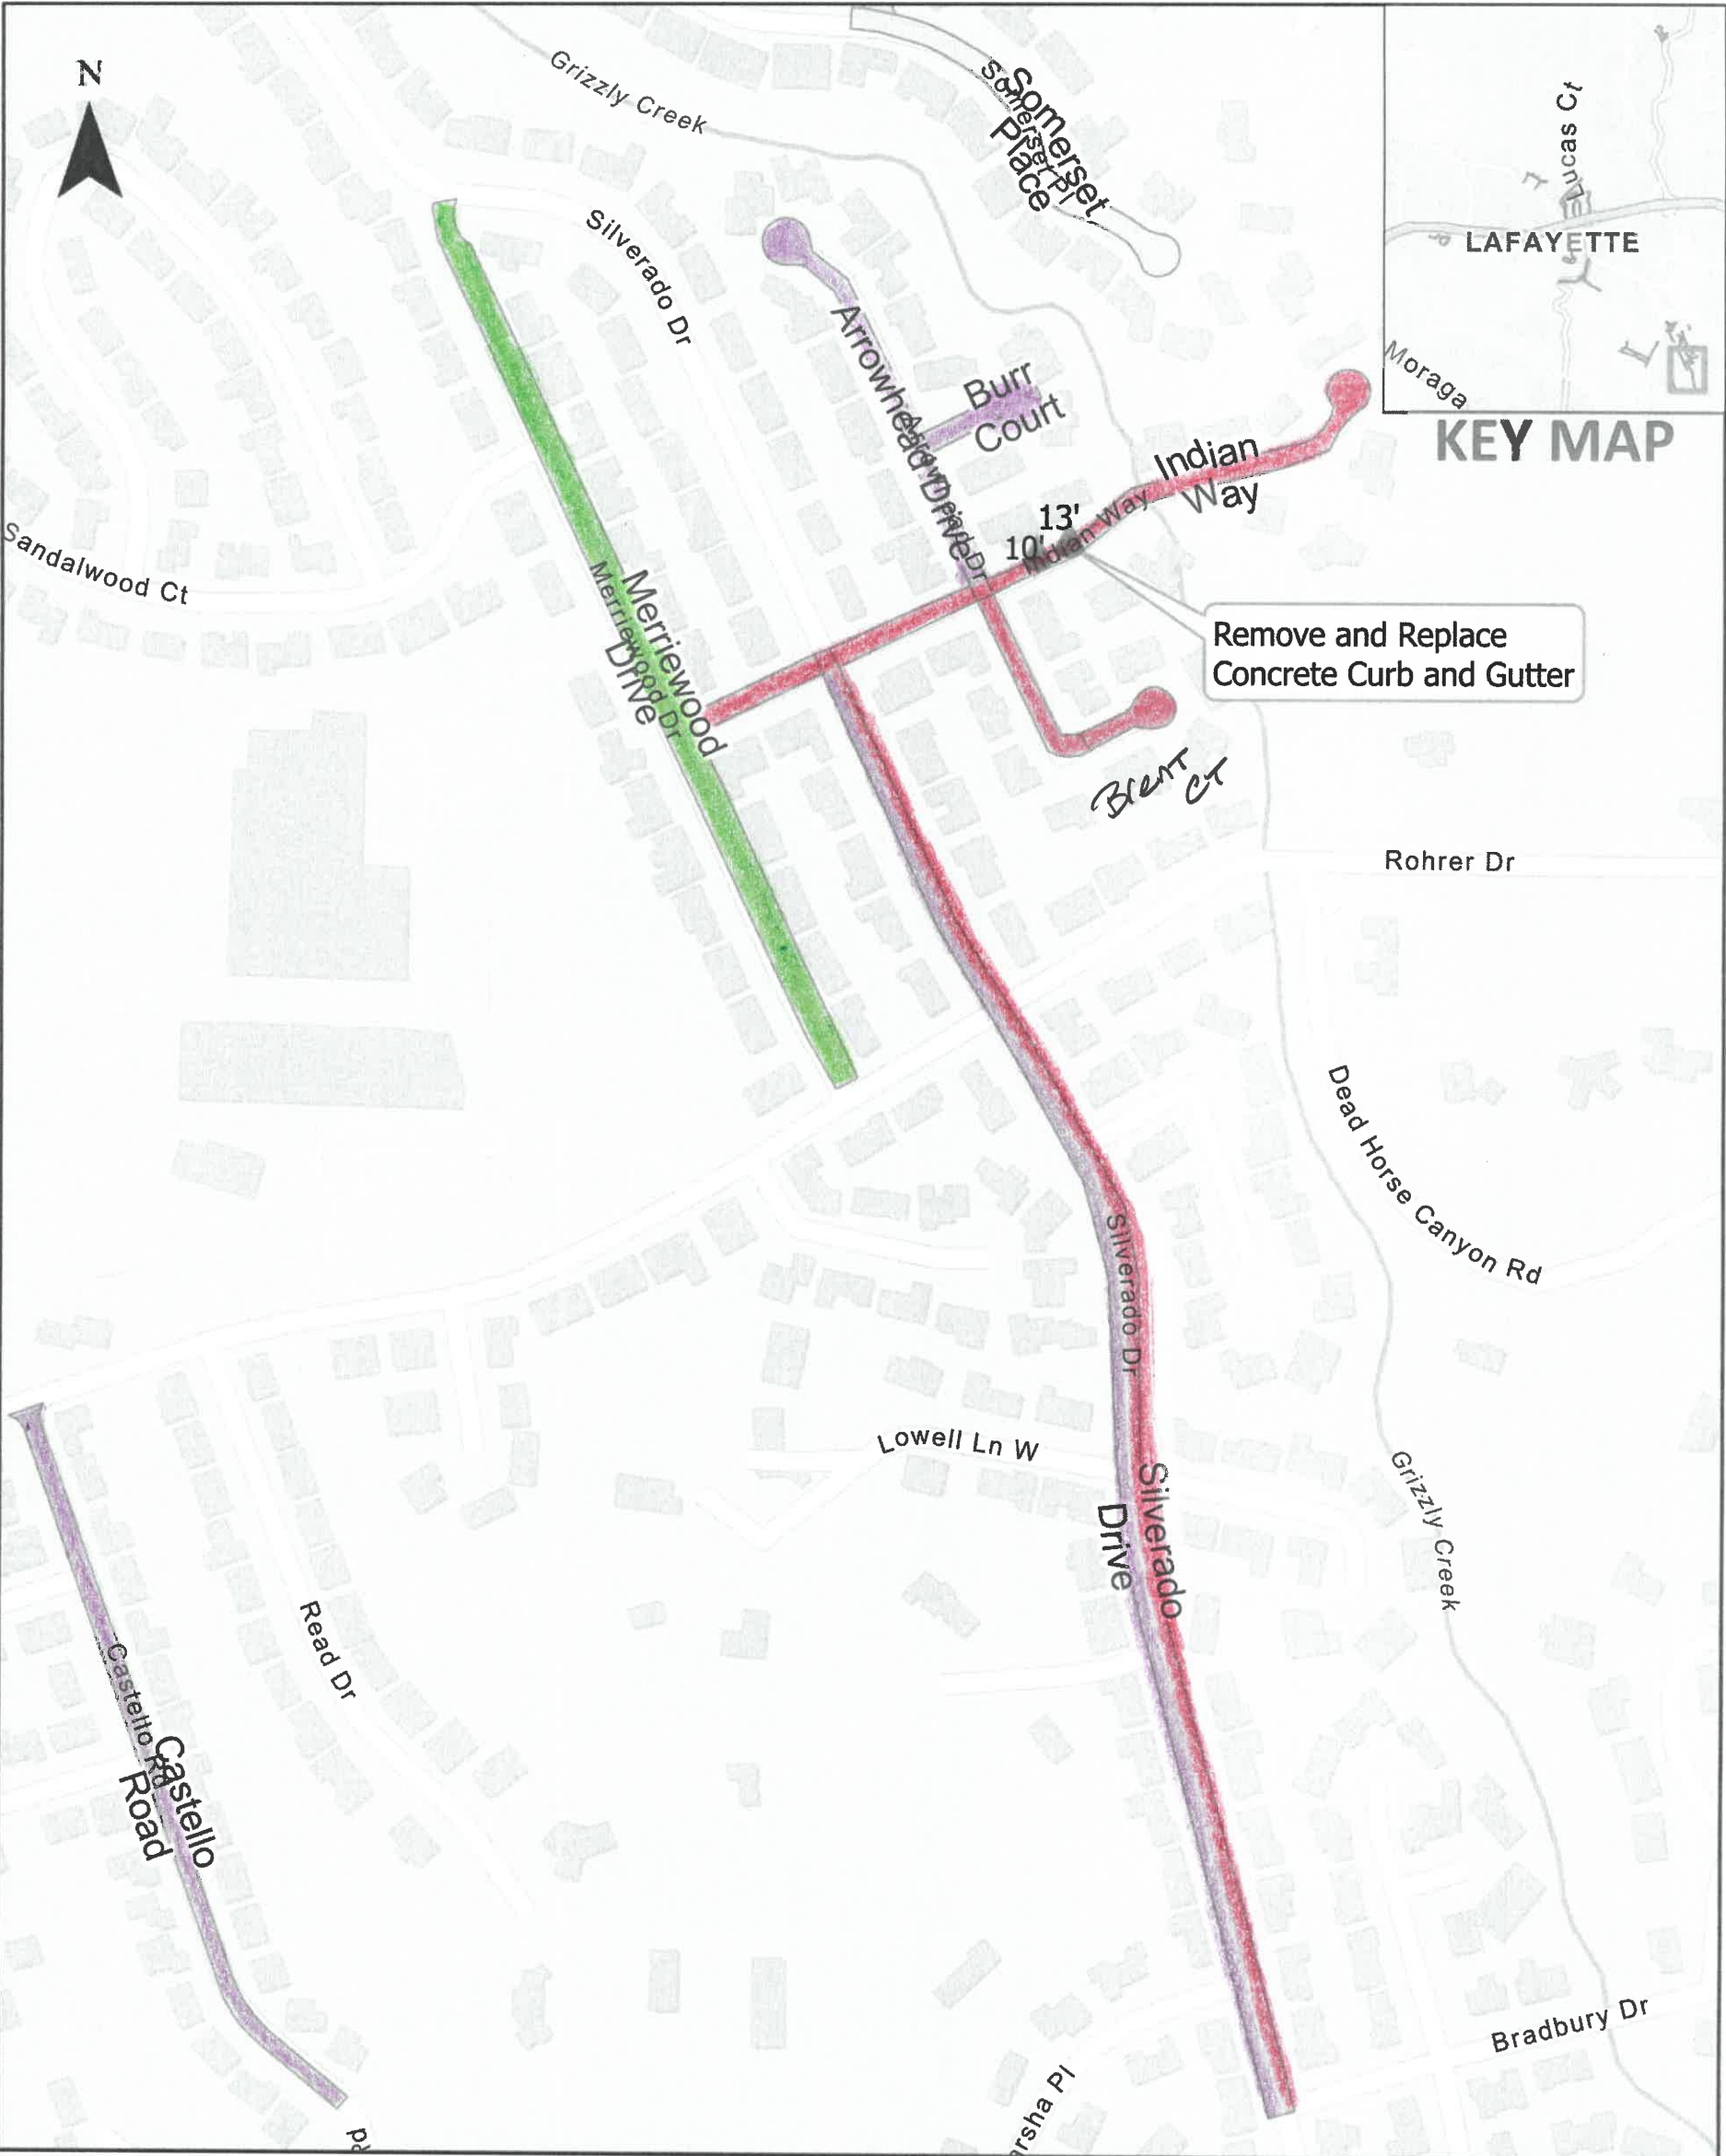 N
Grizzly Creek
Somerset
Place
Somerset Pl
Lucas Ct
LAFAYETTE
Moraga
KEY MAP
Silverado Dr
Arrowhead
Drive
Arrowhead Dr
Burr
Court
Indian
Way
Indian Way
13'
10'
Sandalwood Ct
Merriewood
Drive
Merriewood Dr
Remove and Replace
Concrete Curb and Gutter
Brent
CT
Rohrer Dr
Dead Horse Canyon Rd
Silverado Dr
Lowell Ln W
Silverado
Drive
Grizzly Creek
Read Dr
Castello Rd
Castello
Road
Bradbury Dr
arsha Pl